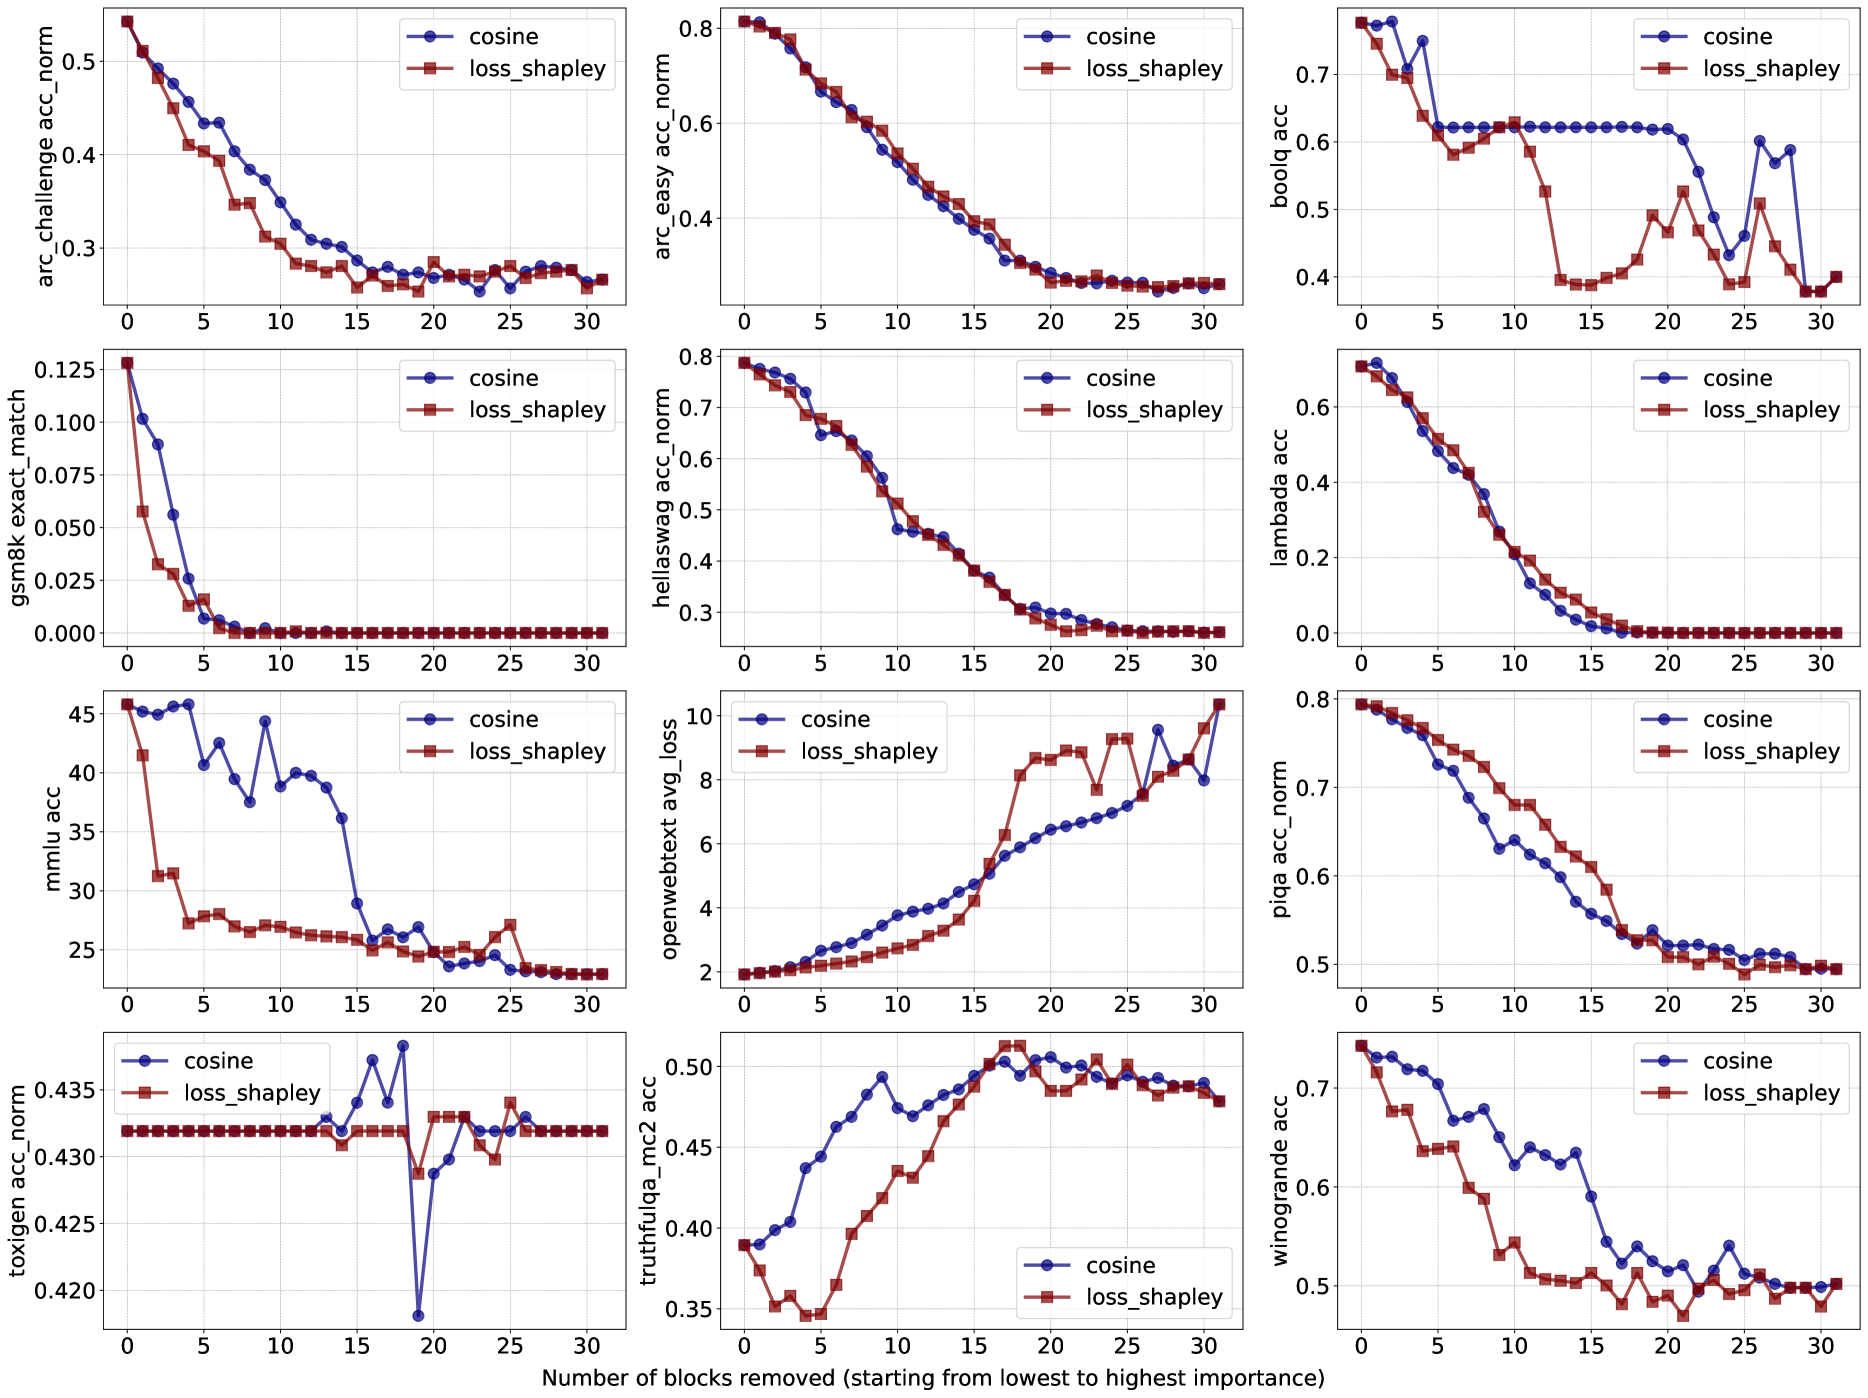 arc_challenge acc_norm
0.5
0.4
0.3
cosine
loss_shapley
0 5 10 15 20 25 30
arc_easy acc_norm
0.8
0.6
0.4
cosine
loss_shapley
0 5 10 15 20 25 30
boolq acc
0.7
0.6
0.5
0.4
cosine
loss_shapley
0 5 10 15 20 25 30
gsm8k exact_match
0.125
0.100
0.075
0.050
0.025
0.000
cosine
loss_shapley
0 5 10 15 20 25 30
hellaswag acc_norm
0.8
0.7
0.6
0.5
0.4
0.3
cosine
loss_shapley
0 5 10 15 20 25 30
lambada acc
0.6
0.4
0.2
0.0
cosine
loss_shapley
0 5 10 15 20 25 30
mmlu acc
45
40
35
30
25
cosine
loss_shapley
0 5 10 15 20 25 30
openwebtext avg_loss
10
8
6
4
2
cosine
loss_shapley
0 5 10 15 20 25 30
piqa acc_norm
0.8
0.7
0.6
0.5
cosine
loss_shapley
0 5 10 15 20 25 30
toxigen acc_norm
0.435
0.430
0.425
0.420
cosine
loss_shapley
0 5 10 15 20 25 30
truthfulqa_mc2 acc
0.50
0.45
0.40
0.35
cosine
loss_shapley
0 5 10 15 20 25 30
winogrande acc
0.7
0.6
0.5
cosine
loss_shapley
0 5 10 15 20 25 30
Number of blocks removed (starting from lowest to highest importance)